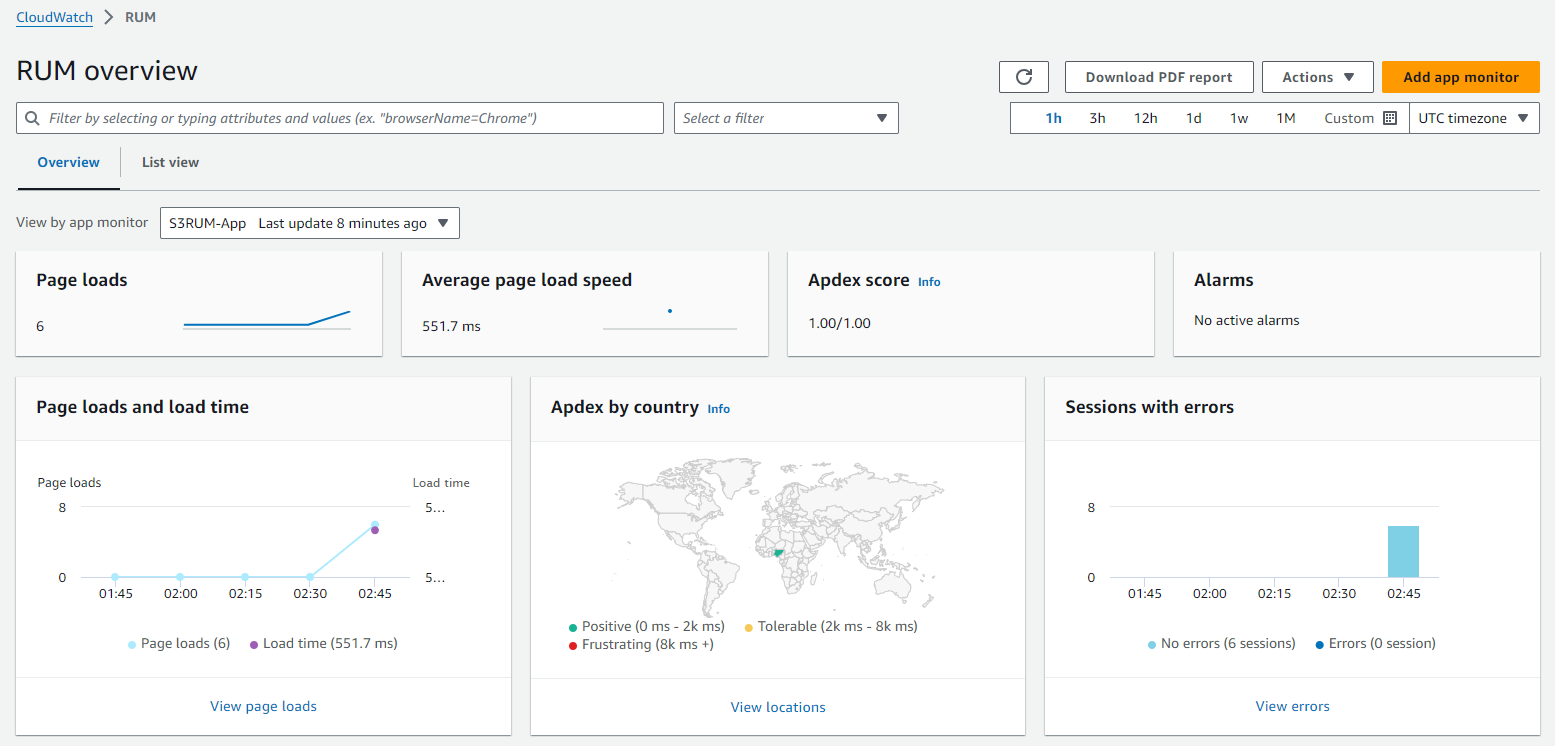 CloudWatch > RUM
RUM overview
Download PDF report
Actions
Add app monitor
Filter by selecting or typing attributes and values (ex. "browserName=Chrome")
Select a filter
1h 3h 12h 1d 1w 1M Custom UTC timezone
Overview List view
View by app monitor S3RUM-App Last update 8 minutes ago
Page loads
6
Average page load speed
551.7 ms
Apdex score Info
1.00/1.00
Alarms
No active alarms
Page loads and load time
Page loads Load time
8 5...
0 5...
01:45 02:00 02:15 02:30 02:45
Page loads (6) Load time (551.7 ms)
View page loads
Apdex by country Info
Positive (0 ms - 2k ms) Tolerable (2k ms - 8k ms)
Frustrating (8k ms +)
View locations
Sessions with errors
8
0
01:45 02:00 02:15 02:30 02:45
No errors (6 sessions) Errors (0 session)
View errors